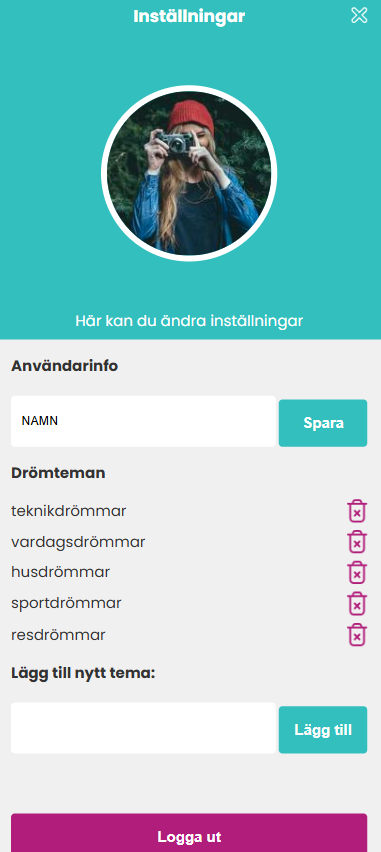 Inställningar
Här kan du ändra inställningar
Användarinfo
NAMN
Spara
Drömteman
teknikdrömmar
vardagsdrömmar
husdrömmar
sportdrömmar
resdrömmar
Lägg till nytt tema:
Lägg till
Logga ut